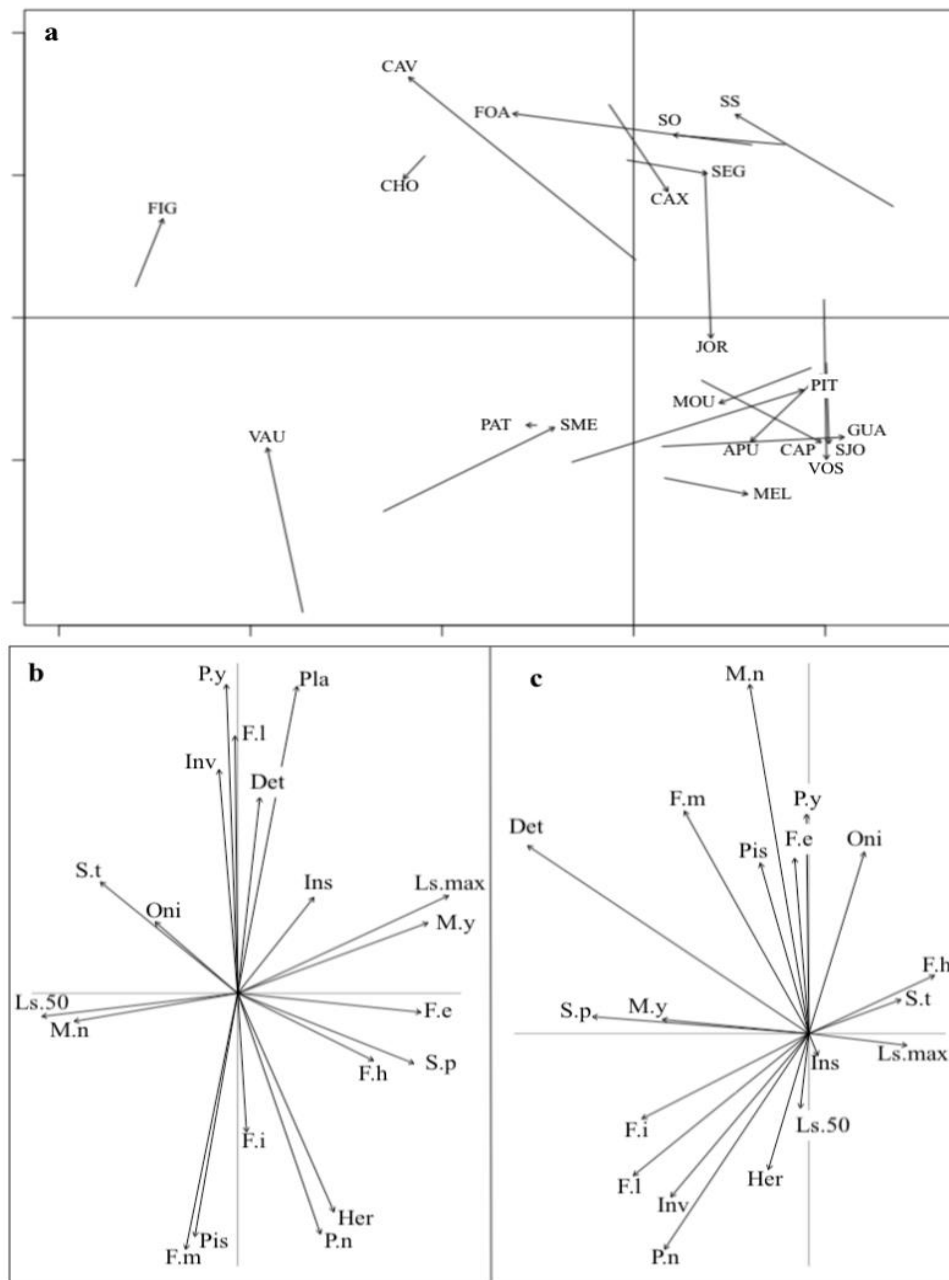 a
CAV
FOA
SO
SS
CHO
CAX
SEG
FIG
JOR
PIT
MOU
PAT
SME
VAU
APU
CAP
SJO
GUA
VOS
MEL
b
P.y
Pla
F.l
Inv
Det
S.t
Ins
Ls.max
Oni
M.y
Ls.50
M.n
F.e
S.p
F.h
F.i
Her
P.n
Pis
F.m
c
M.n
F.m
P.y
Det
Pis
F.e
Oni
F.h
S.p
M.y
S.t
Ls.max
Ins
F.i
Ls.50
F.l
Inv
Her
P.n